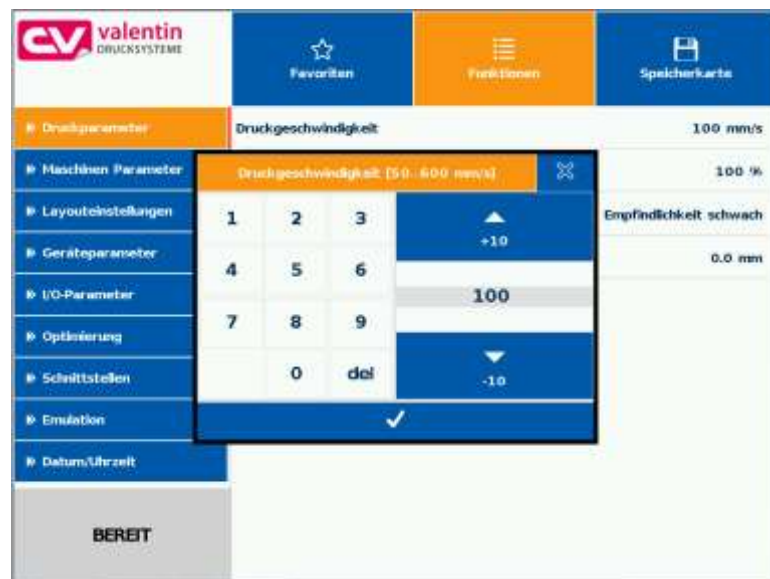 CV valentin
DRUCKSYSTEME
Favoriten
Funktionen
Speicherkarte
Druckparameter
Druckgeschwindigkeit 100 mm/s
Maschinen Parameter
100 %
Layouteinstellungen
Empfindlichkeit schwach
Geräteparameter
0.0 mm
I/O-Parameter
Optimierung
Schnittstellen
Emulation
Datum/Uhrzeit
BEREIT
Druckgeschwindigkeit [50..600 mm/s]
1 2 3
4 5 6
7 8 9
0 del
+10
100
-10